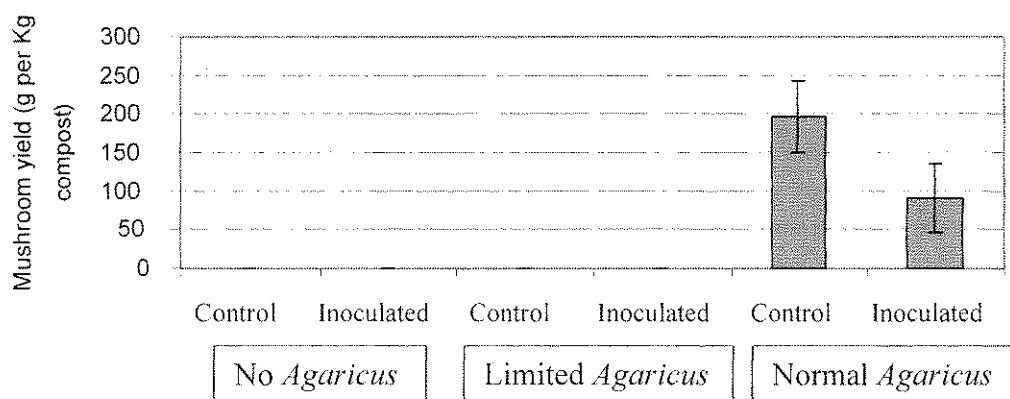 Mushroom yield (g per Kg
compost)
300
250
200
150
100
50
0
Control Inoculated Control Inoculated Control Inoculated
No Agaricus Limited Agaricus Normal Agaricus